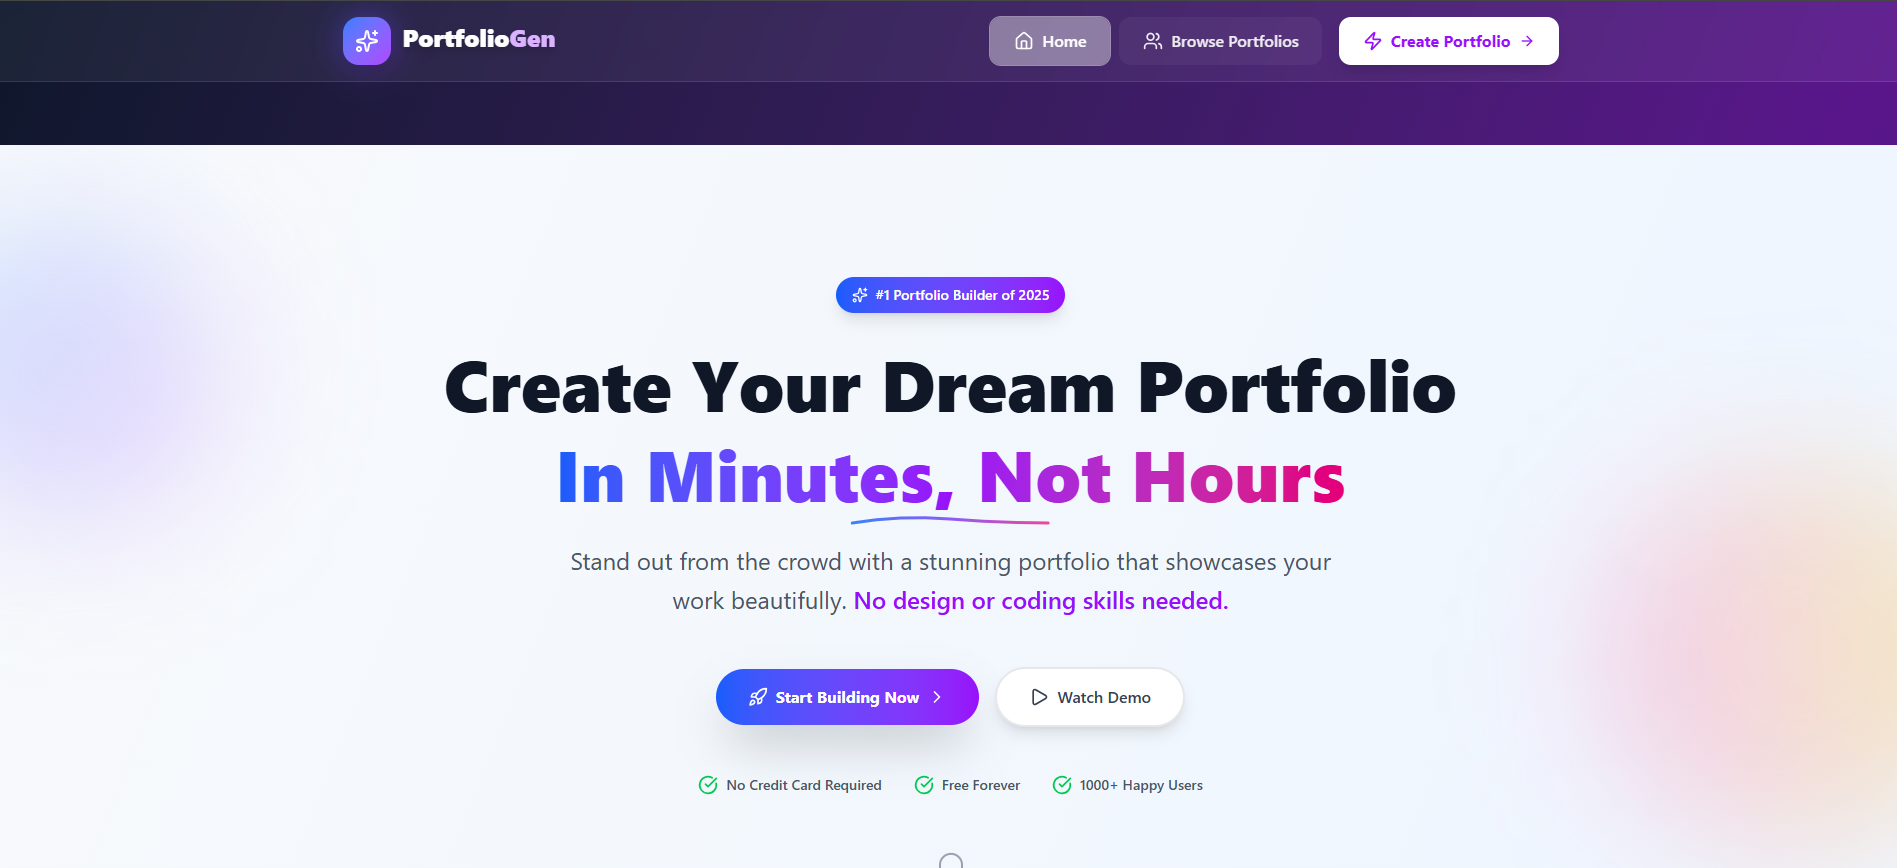 PortfolioGen
Home
Browse Portfolios
Create Portfolio
#1 Portfolio Builder of 2025
Create Your Dream Portfolio
In Minutes, Not Hours
Stand out from the crowd with a stunning portfolio that showcases your
work beautifully. No design or coding skills needed.
Start Building Now
Watch Demo
No Credit Card Required
Free Forever
1000+ Happy Users